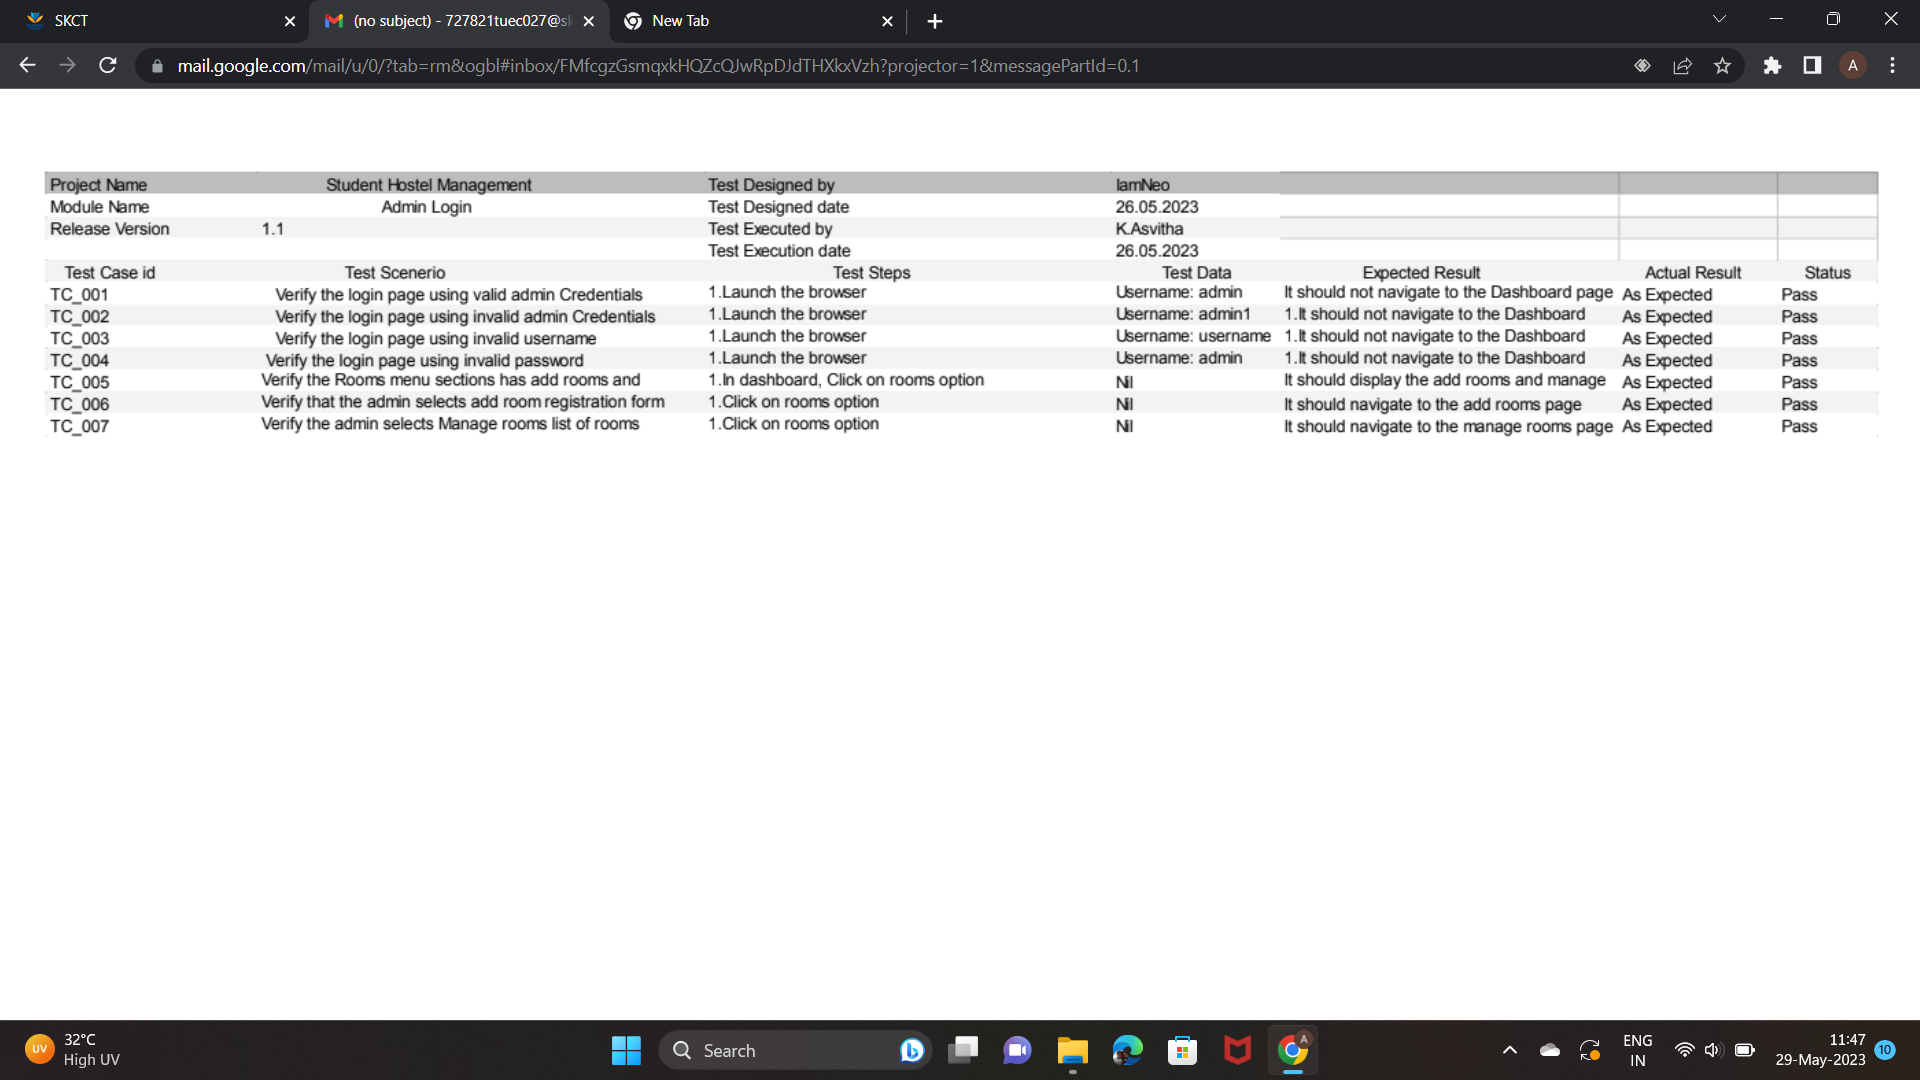 SKCT
(no subject) - 727821tuec027@sk
New Tab
mail.google.com/mail/u/0/?tab=rm&ogbl#inbox/FMfcgzGsmqxkHQZcQJwRpDJdTHXkxVzh?projector=1&messagePartId=0.1
A
Project Name Student Hostel Management Test Designed by IamNeo
Module Name Admin Login Test Designed date 26.05.2023
Release Version 1.1 Test Executed by K.Asvitha
Test Execution date 26.05.2023
Test Case id Test Scenerio Test Steps Test Data Expected Result Actual Result Status
TC_001 Verify the login page using valid admin Credentials 1.Launch the browser Username: admin It should not navigate to the Dashboard page As Expected Pass
TC_002 Verify the login page using invalid admin Credentials 1.Launch the browser Username: admin1 1.It should not navigate to the Dashboard As Expected Pass
TC_003 Verify the login page using invalid username 1.Launch the browser Username: username 1.It should not navigate to the Dashboard As Expected Pass
TC_004 Verify the login page using invalid password 1.Launch the browser Username: admin 1.It should not navigate to the Dashboard As Expected Pass
TC_005 Verify the Rooms menu sections has add rooms and 1.In dashboard, Click on rooms option Nil It should display the add rooms and manage As Expected Pass
TC_006 Verify that the admin selects add room registration form 1.Click on rooms option Nil It should navigate to the add rooms page As Expected Pass
TC_007 Verify the admin selects Manage rooms list of rooms 1.Click on rooms option Nil It should navigate to the manage rooms page As Expected Pass
UV
32°C
High UV
Search
A
ENG
IN
11:47
29-May-2023
10